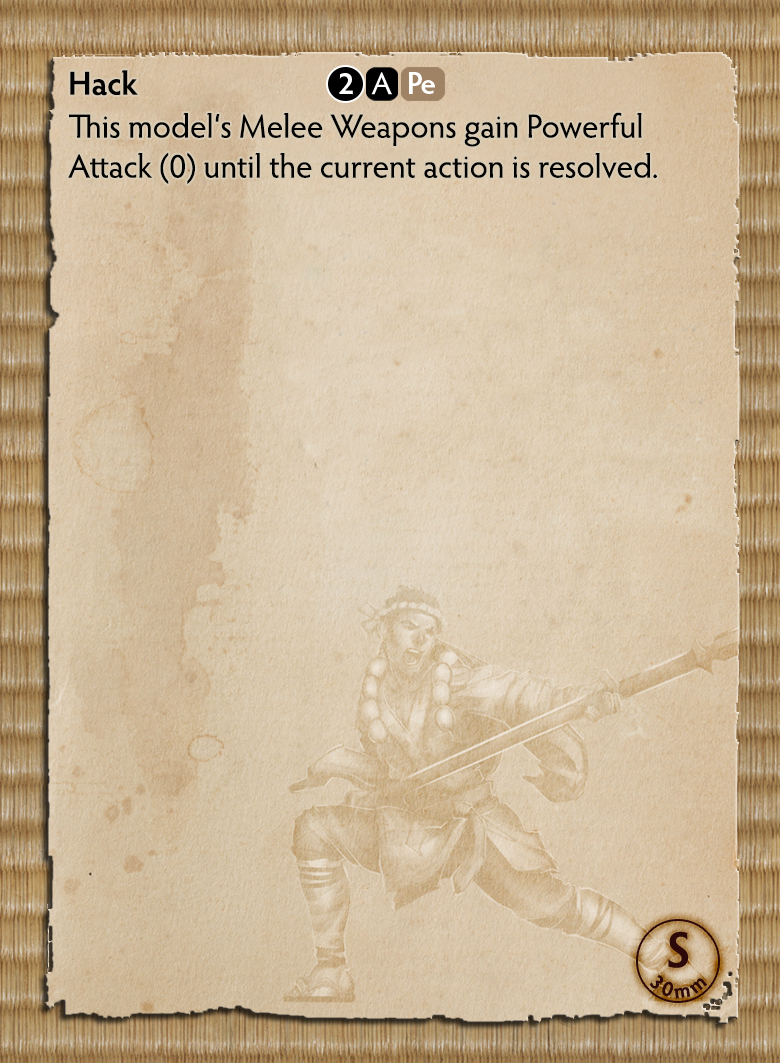 Hack 2 A Pe
This model‘s Melee Weapons gain Powerful
Attack (0) until the current action is resolved.
S
30mm